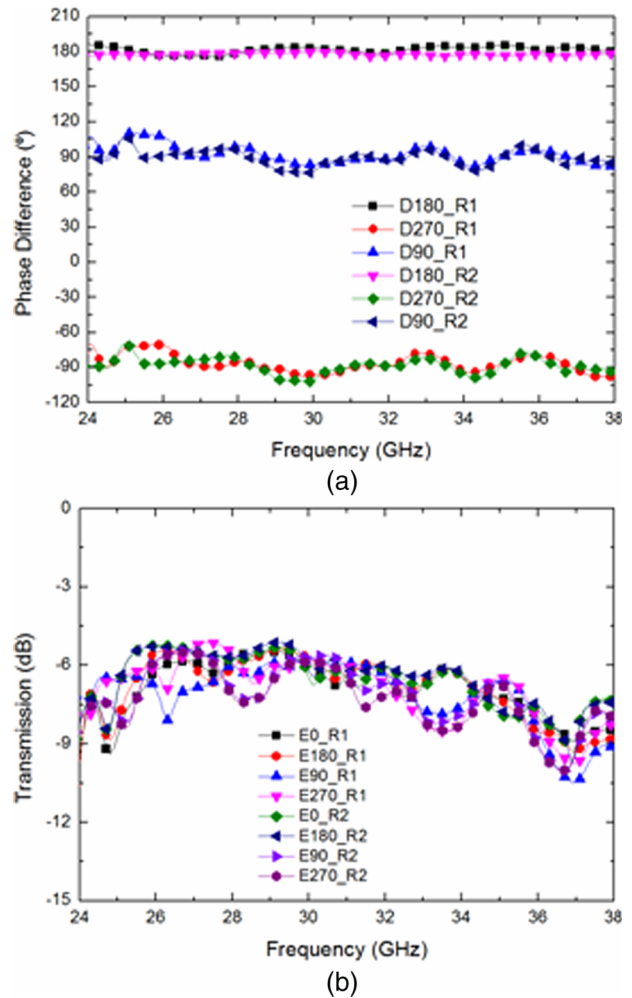 210
180
150
120
90
60
30
0
-30
-60
-90
-120
Phase Difference (º)
D180_R1
D270_R1
D90_R1
D180_R2
D270_R2
D90_R2
24 26 28 30 32 34 36 38
Frequency (GHz)
(a)
0
-3
-6
-9
-12
-15
Transmission (dB)
E0_R1
E180_R1
E90_R1
E270_R1
E0_R2
E180_R2
E90_R2
E270_R2
24 26 28 30 32 34 36 38
Frequency (GHz)
(b)